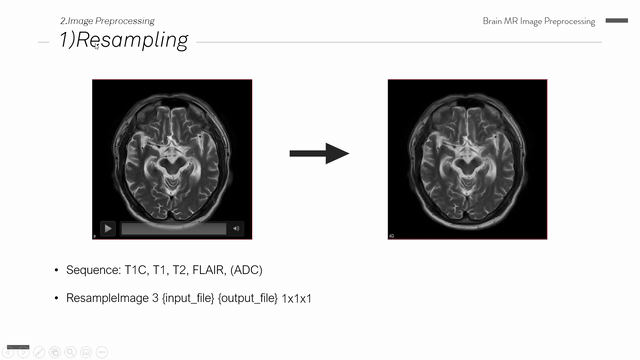 2.Image Preprocessing
Brain MR Image Preprocessing
1)Resampling
• Sequence: T1C, T1, T2, FLAIR, (ADC)
• ResampleImage 3 {input_file} {output_file} 1x1x1